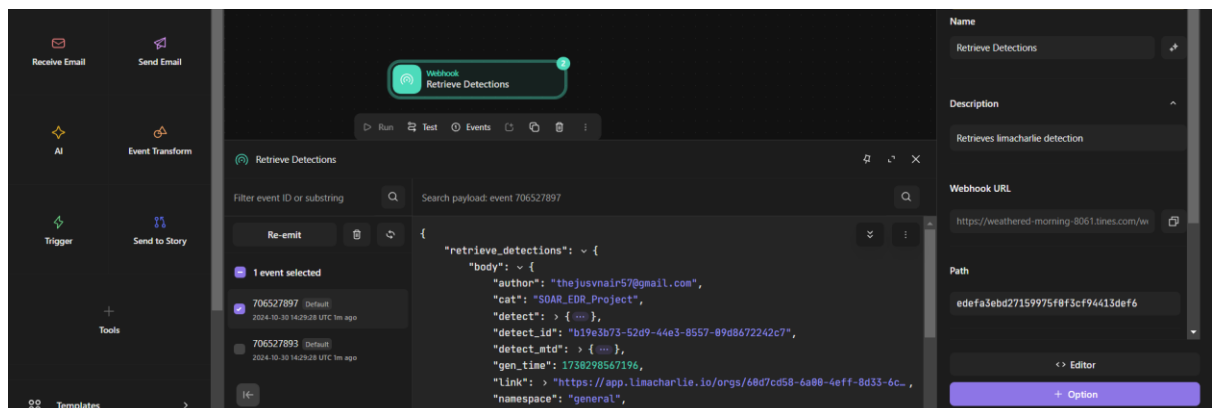 Receive Email
Send Email
AI
Event Transform
Trigger
Send to Story
Tools
Templates
Webhook
Retrieve Detections
2
Run
Test
Events
Retrieve Detections
Filter event ID or substring
Search payload: event 706527897
Re-emit
1 event selected
706527897 Default
2024-10-30 14:29:28 UTC 1m ago
706527893 Default
2024-10-30 14:29:28 UTC 1m ago
{
"retrieve_detections": {
"body": {
"author": "thejusvnair57@gmail.com",
"cat": "SOAR_EDR_Project",
"detect": > { ... },
"detect_id": "b19e3b73-52d9-44e3-8557-09d8672242c7",
"detect_mtd": > { ... },
"gen_time": 1730298567196,
"link": > "https://app.limacharlie.io/orgs/60d7cd58-6a00-4eff-8d33-6c…,
"namespace": "general",
Name
Retrieve Detections
Description
Retrieves limacharlie detection
Webhook URL
https://weathered-morning-8061.tines.com/we
Path
edefa3ebd27159975f0f3cf94413def6
<> Editor
+ Option